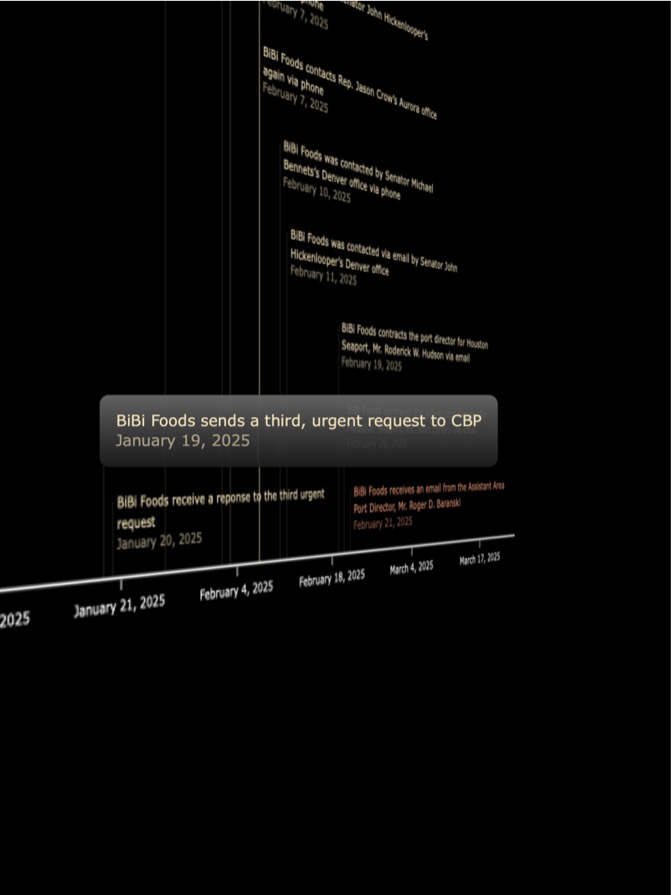 February 7, 2025
Senator John Hickenlooper's
BiBi Foods contacts Rep. Jason Crow's Aurora office
again via phone
February 7, 2025
BiBi Foods was contacted by Senator Michael
Bennets's Denver office via phone
February 10, 2025
BiBi Foods was contacted via email by Senator John
Hickenlooper's Denver office
February 11, 2025
BiBi Foods contracts the port director for Houston
Seaport, Mr. Roderick W. Hudson via email
February 19, 2025
BiBi Foods sends a third, urgent request to CBP
January 19, 2025
BiBi Foods receive a reponse to the third urgent
request
January 20, 2025
BiBi Foods receives an email from the Assistant Area
Port Director, Mr. Roger D. Baranski
February 21, 2025
2025
January 21, 2025
February 4, 2025
February 18, 2025
March 4, 2025
March 17, 2025